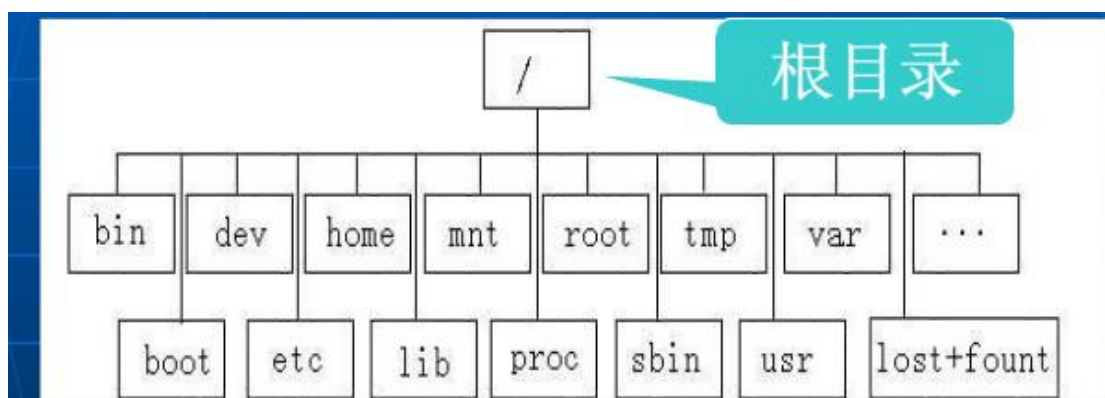 /
根目录
bin dev home mnt root tmp var ...
boot etc lib proc sbin usr lost+fount